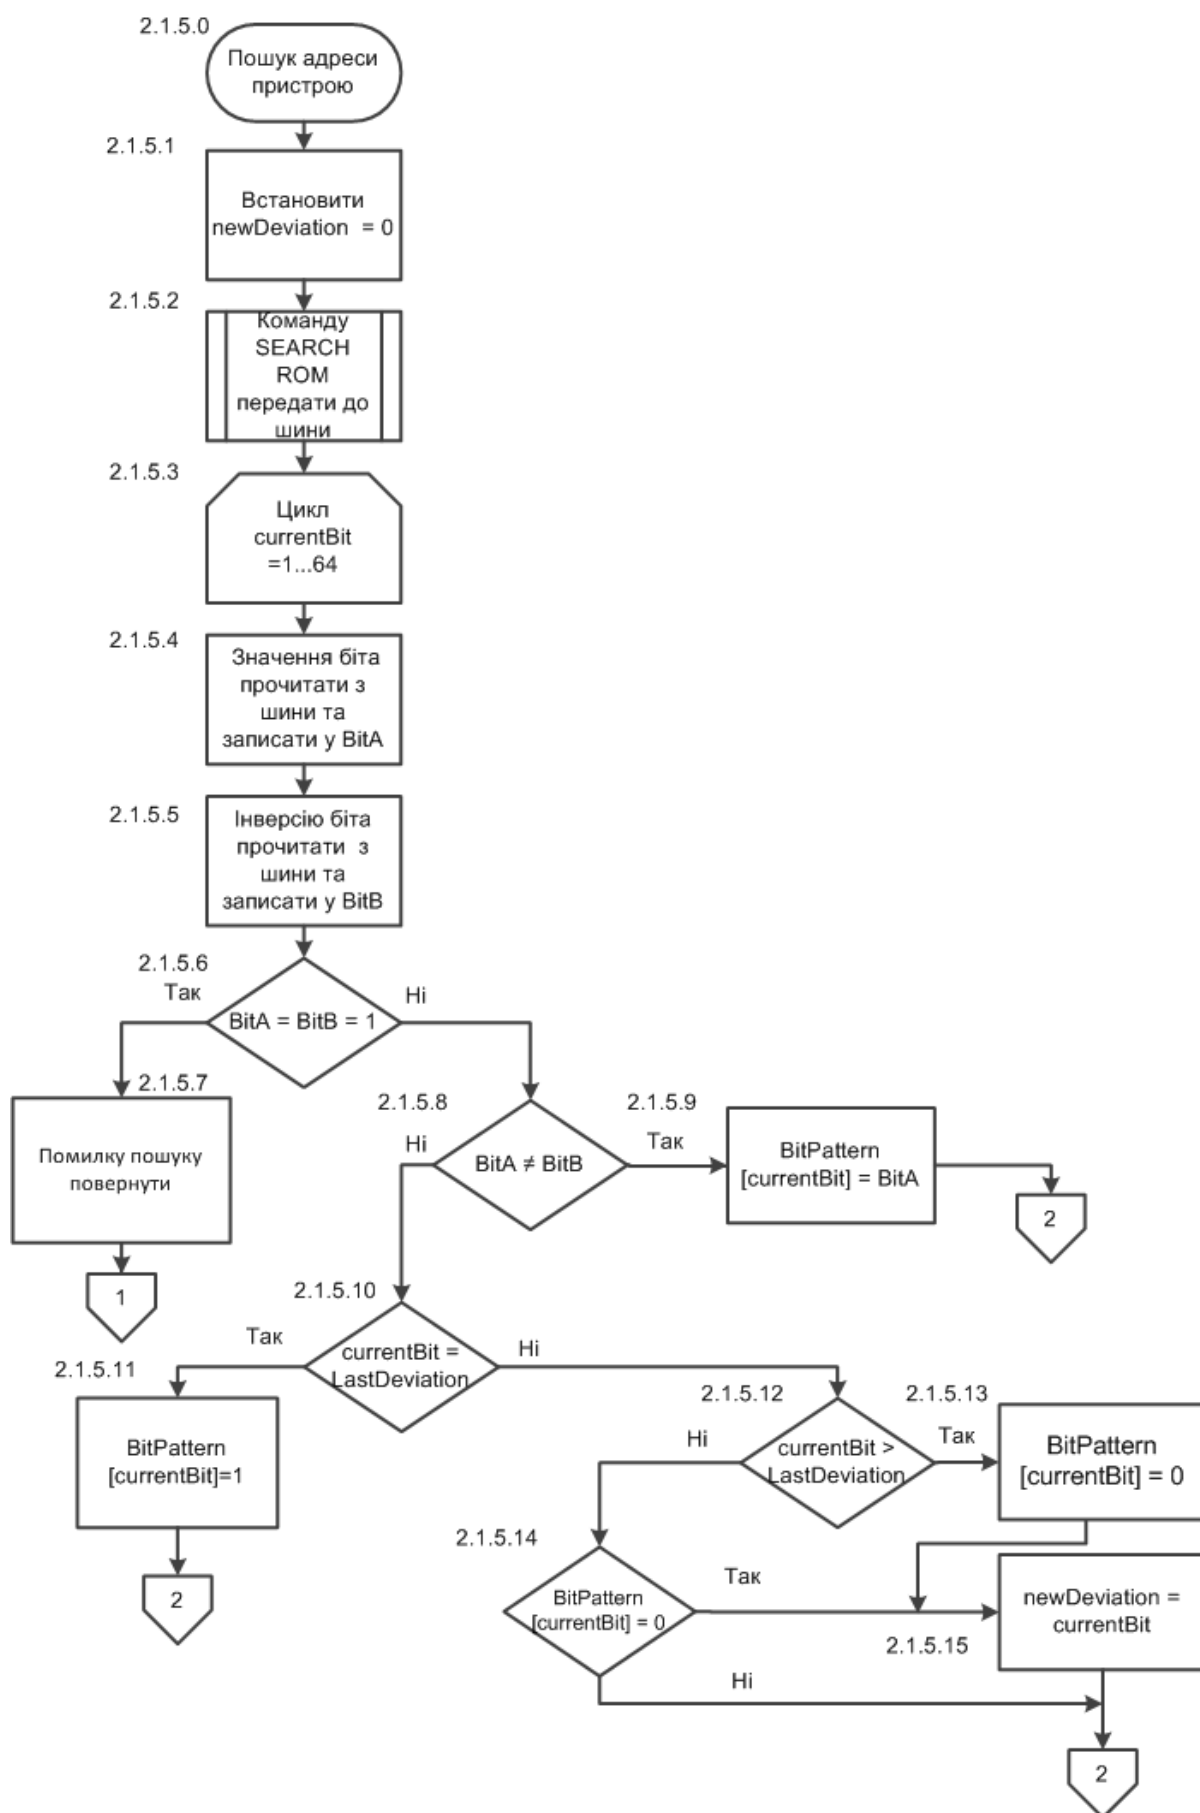 2.1.5.0
Пошук адреси
пристрою
2.1.5.1
Встановити
newDeviation = 0
2.1.5.2
Команду
SEARCH
ROM
передати до
шини
2.1.5.3
Цикл
currentBit
=1...64
2.1.5.4
Значення біта
прочитати з
шини та
записати у BitA
2.1.5.5
Інверсію біта
прочитати з
шини та
записати у BitB
2.1.5.6
Так
Ні
BitA = BitB = 1
2.1.5.7
Помилку пошуку
повернути
1
2.1.5.8
Ні
BitA ≠ BitB
2.1.5.9
Так
BitPattern
[currentBit] = BitA
2
2.1.5.10
Так
Ні
currentBit =
LastDeviation
2.1.5.11
BitPattern
[currentBit]=1
2
2.1.5.12
Ні
currentBit >
LastDeviation
2.1.5.13
Так
BitPattern
[currentBit] = 0
2.1.5.14
BitPattern
[currentBit] = 0
Так
Ні
2.1.5.15
newDeviation =
currentBit
2